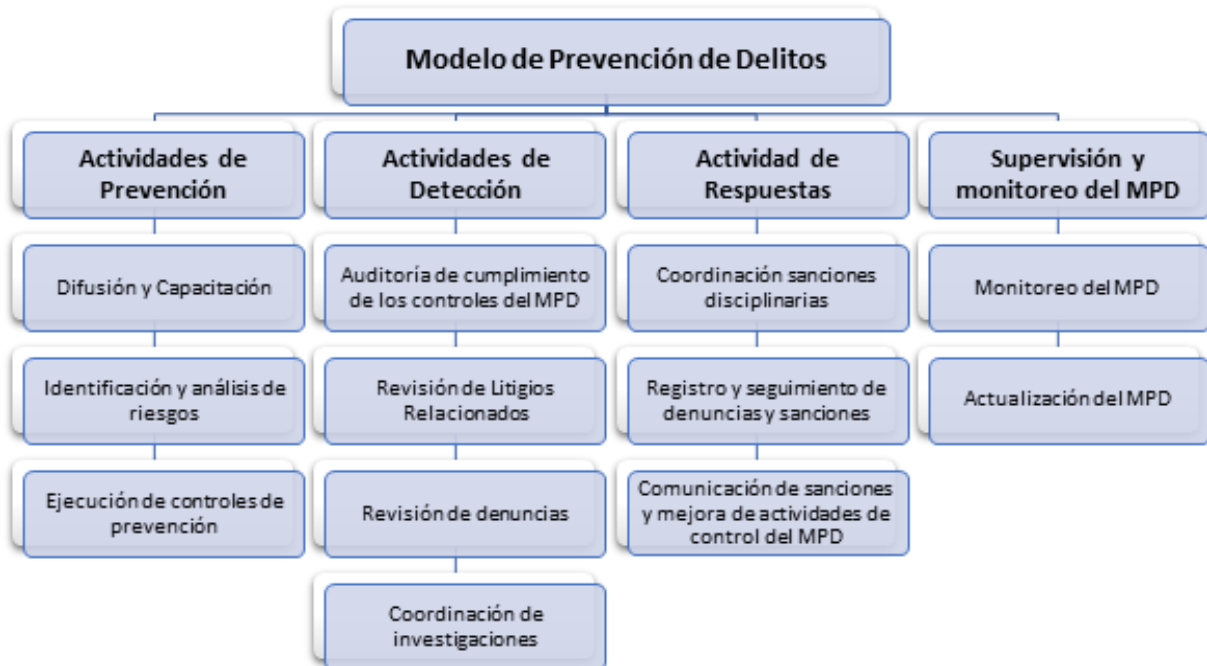 Modelo de Prevención de Delitos
Actividades de
Prevención
Difusión y Capacitación
Identificación y análisis de
riesgos
Ejecución de controles de
prevención
Actividades de
Detección
Auditoría de cumplimiento
de los controles del MPD
Revisión de Litigios
Relacionados
Revisión de denuncias
Coordinación de
investigaciones
Actividad de
Respuestas
Coordinación sanciones
disciplinarias
Registro y seguimiento de
denuncias y sanciones
Comunicación de sanciones
y mejora de actividades de
control del MPD
Supervisión y
monitoreo del MPD
Monitoreo del MPD
Actualización del MPD